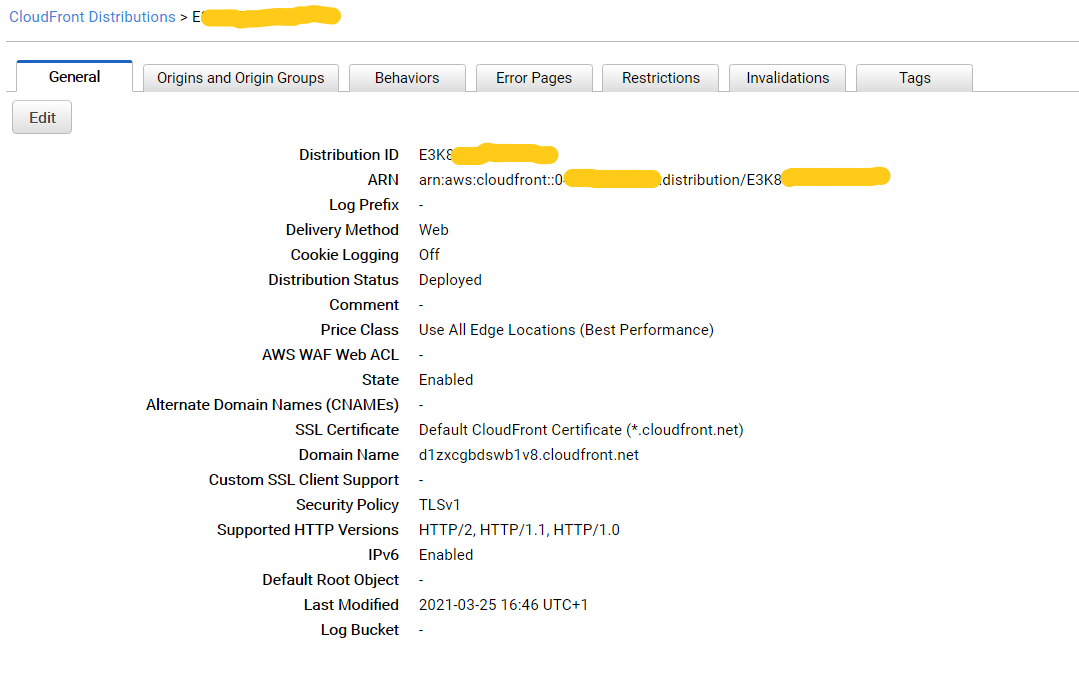 CloudFront Distributions >
General Origins and Origin Groups Behaviors Error Pages Restrictions Invalidations Tags
Edit
Distribution ID E3K8
ARN arn:aws:cloudfront::0 distribution/E3K8
Log Prefix -
Delivery Method Web
Cookie Logging Off
Distribution Status Deployed
Comment -
Price Class Use All Edge Locations (Best Performance)
AWS WAF Web ACL -
State Enabled
Alternate Domain Names (CNAMEs) -
SSL Certificate Default CloudFront Certificate (*.cloudfront.net)
Domain Name d1zxcgbdswb1v8.cloudfront.net
Custom SSL Client Support -
Security Policy TLSv1
Supported HTTP Versions HTTP/2, HTTP/1.1, HTTP/1.0
IPv6 Enabled
Default Root Object -
Last Modified 2021-03-25 16:46 UTC+1
Log Bucket -